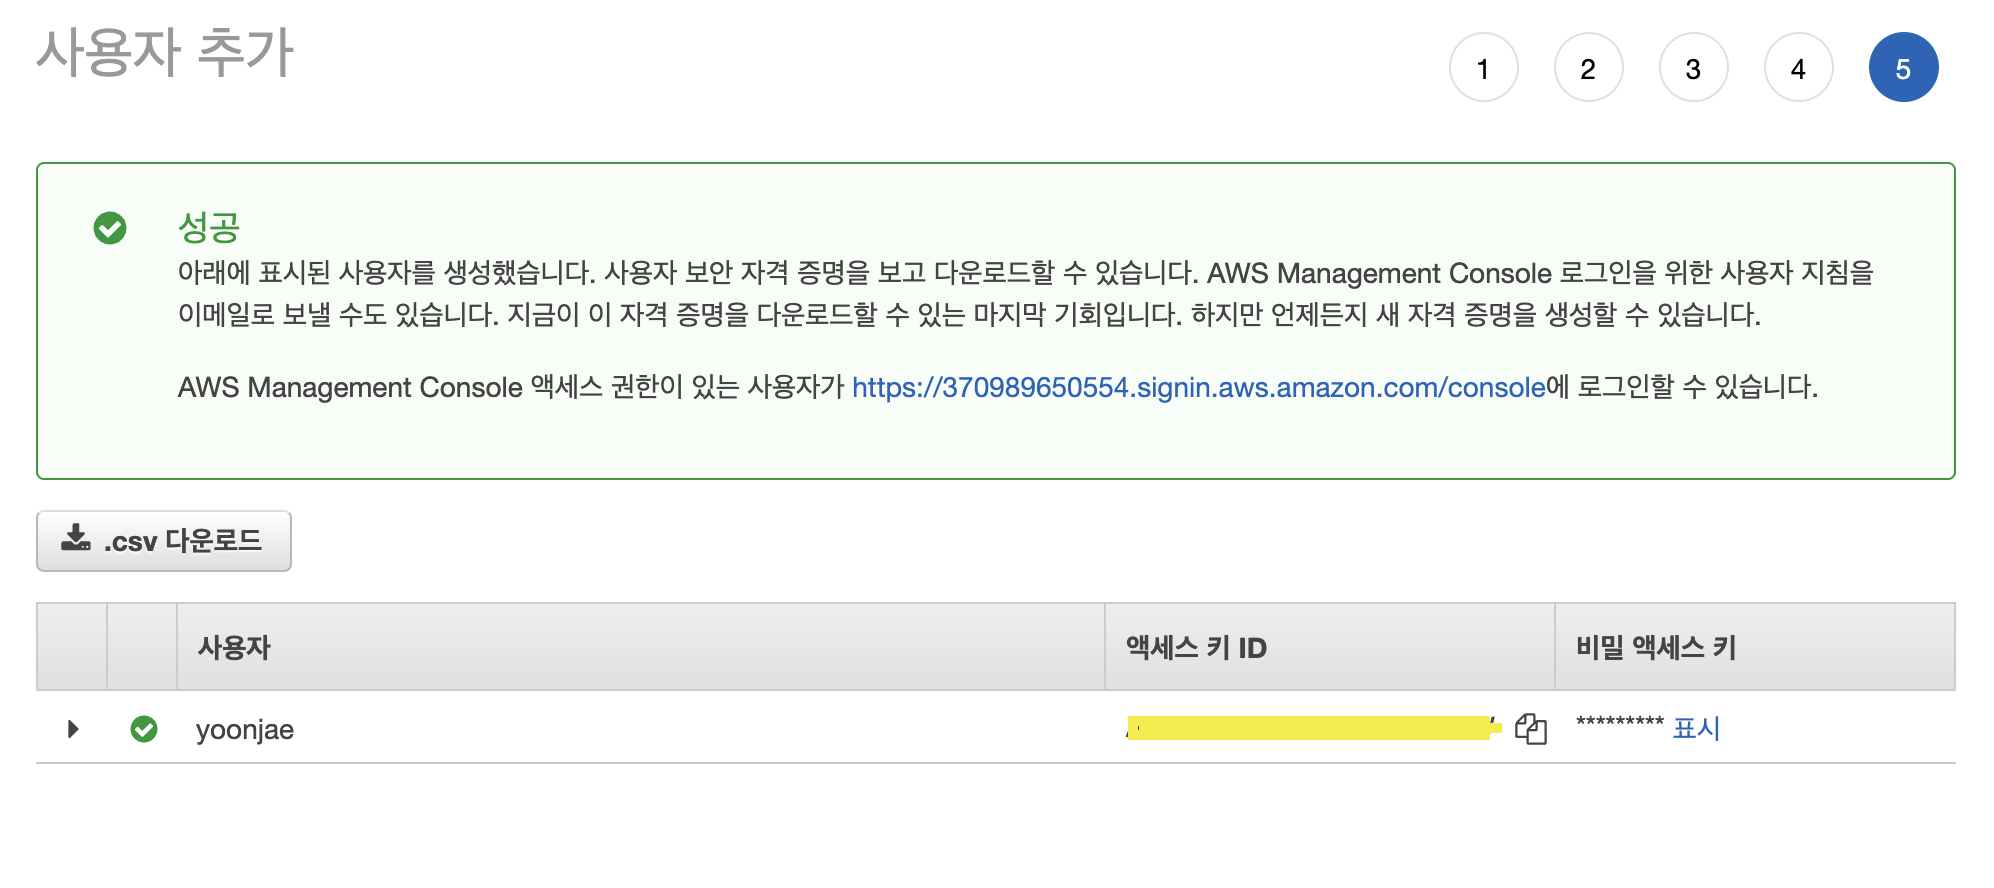 사용자 추가
1 2 3 4 5
성공
아래에 표시된 사용자를 생성했습니다. 사용자 보안 자격 증명을 보고 다운로드할 수 있습니다. AWS Management Console 로그인을 위한 사용자 지침을
이메일로 보낼 수도 있습니다. 지금이 이 자격 증명을 다운로드할 수 있는 마지막 기회입니다. 하지만 언제든지 새 자격 증명을 생성할 수 있습니다.
AWS Management Console 액세스 권한이 있는 사용자가 https://370989650554.signin.aws.amazon.com/console에 로그인할 수 있습니다.
.csv 다운로드
사용자 액세스 키 ID 비밀 액세스 키
yoonjae ********* 표시